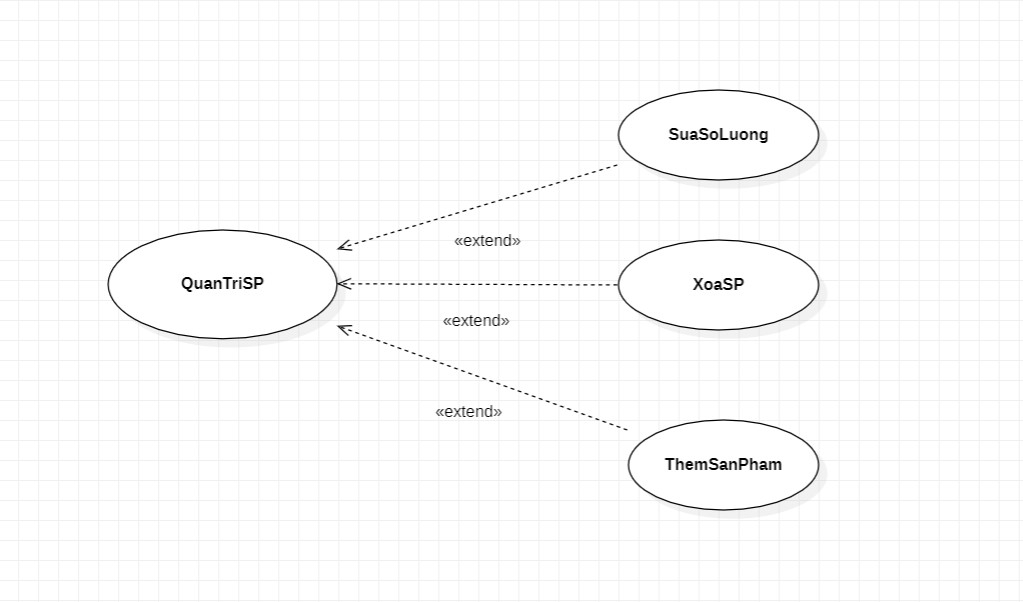 SuaSoLuong
«extend»
QuanTriSP
XoaSP
«extend»
«extend»
ThemSanPham